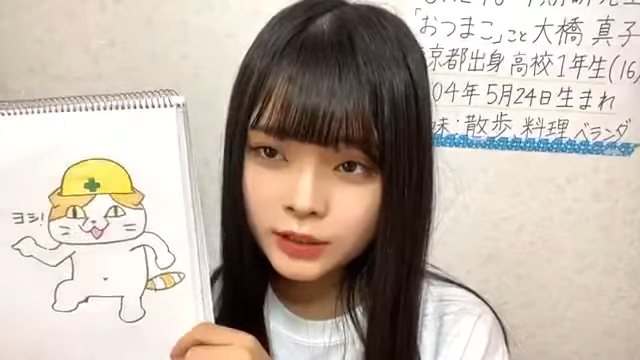 「おつまこ」こと 大橋 真子
京都出身 高校1年生(16
04年 5月24日生まれ
味:散歩、料理、ベランダ
ヨシ!